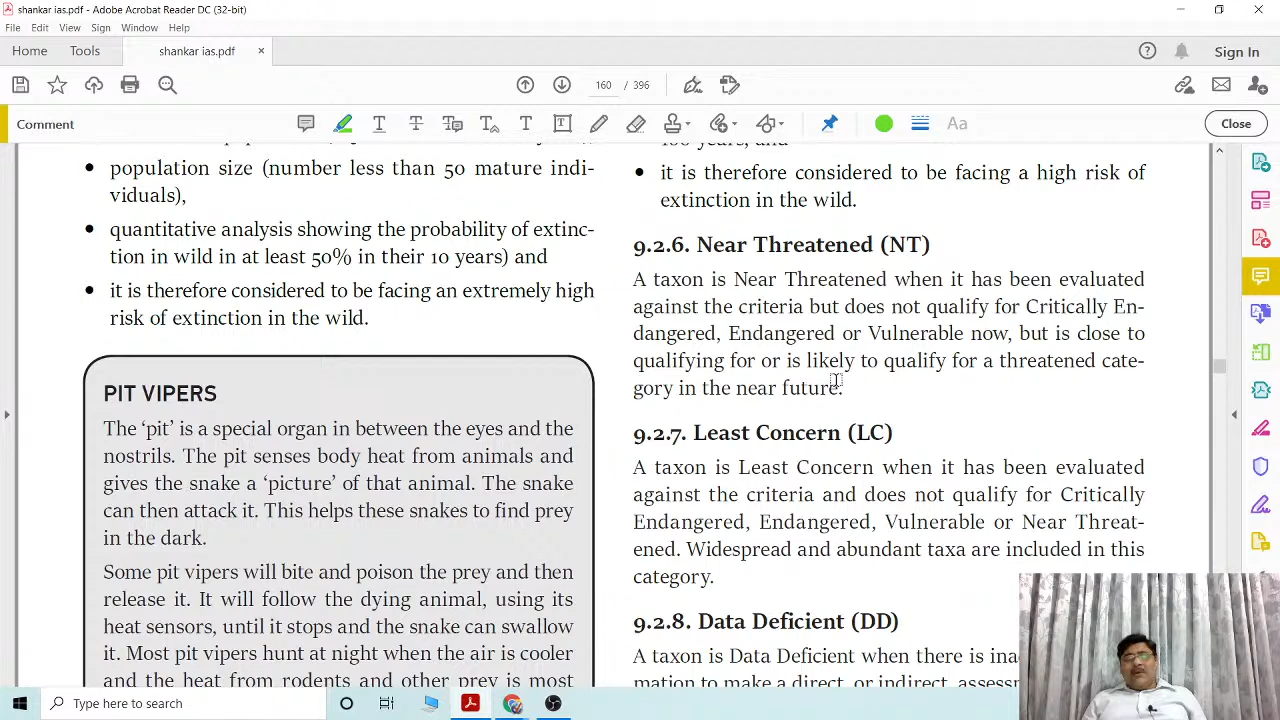 shankar ias.pdf - Adobe Acrobat Reader DC (32-bit)
File Edit View Sign Window Help
Home Tools shankar ias.pdf × Sign In
160 / 396
Comment Aa Close
population size (number less than 50 mature indi-
viduals),
quantitative analysis showing the probability of extinc-
tion in wild in at least 50% in their 10 years) and
it is therefore considered to be facing an extremely high
risk of extinction in the wild.
PIT VIPERS
The ‘pit’ is a special organ in between the eyes and the
nostrils. The pit senses body heat from animals and
gives the snake a ‘picture’ of that animal. The snake
can then attack it. This helps these snakes to find prey
in the dark.
Some pit vipers will bite and poison the prey and then
release it. It will follow the dying animal, using its
heat sensors, until it stops and the snake can swallow
it. Most pit vipers hunt at night when the air is cooler
and the heat from rodents and other prey is most
100 years, and
it is therefore considered to be facing a high risk of
extinction in the wild.
9.2.6. Near Threatened (NT)
A taxon is Near Threatened when it has been evaluated
against the criteria but does not qualify for Critically En-
dangered, Endangered or Vulnerable now, but is close to
qualifying for or is likely to qualify for a threatened cate-
gory in the near future.
9.2.7. Least Concern (LC)
A taxon is Least Concern when it has been evaluated
against the criteria and does not qualify for Critically
Endangered, Endangered, Vulnerable or Near Threat-
ened. Widespread and abundant taxa are included in this
category.
9.2.8. Data Deficient (DD)
A taxon is Data Deficient when there is
mation to make a direct, or indirect,
Type here to search